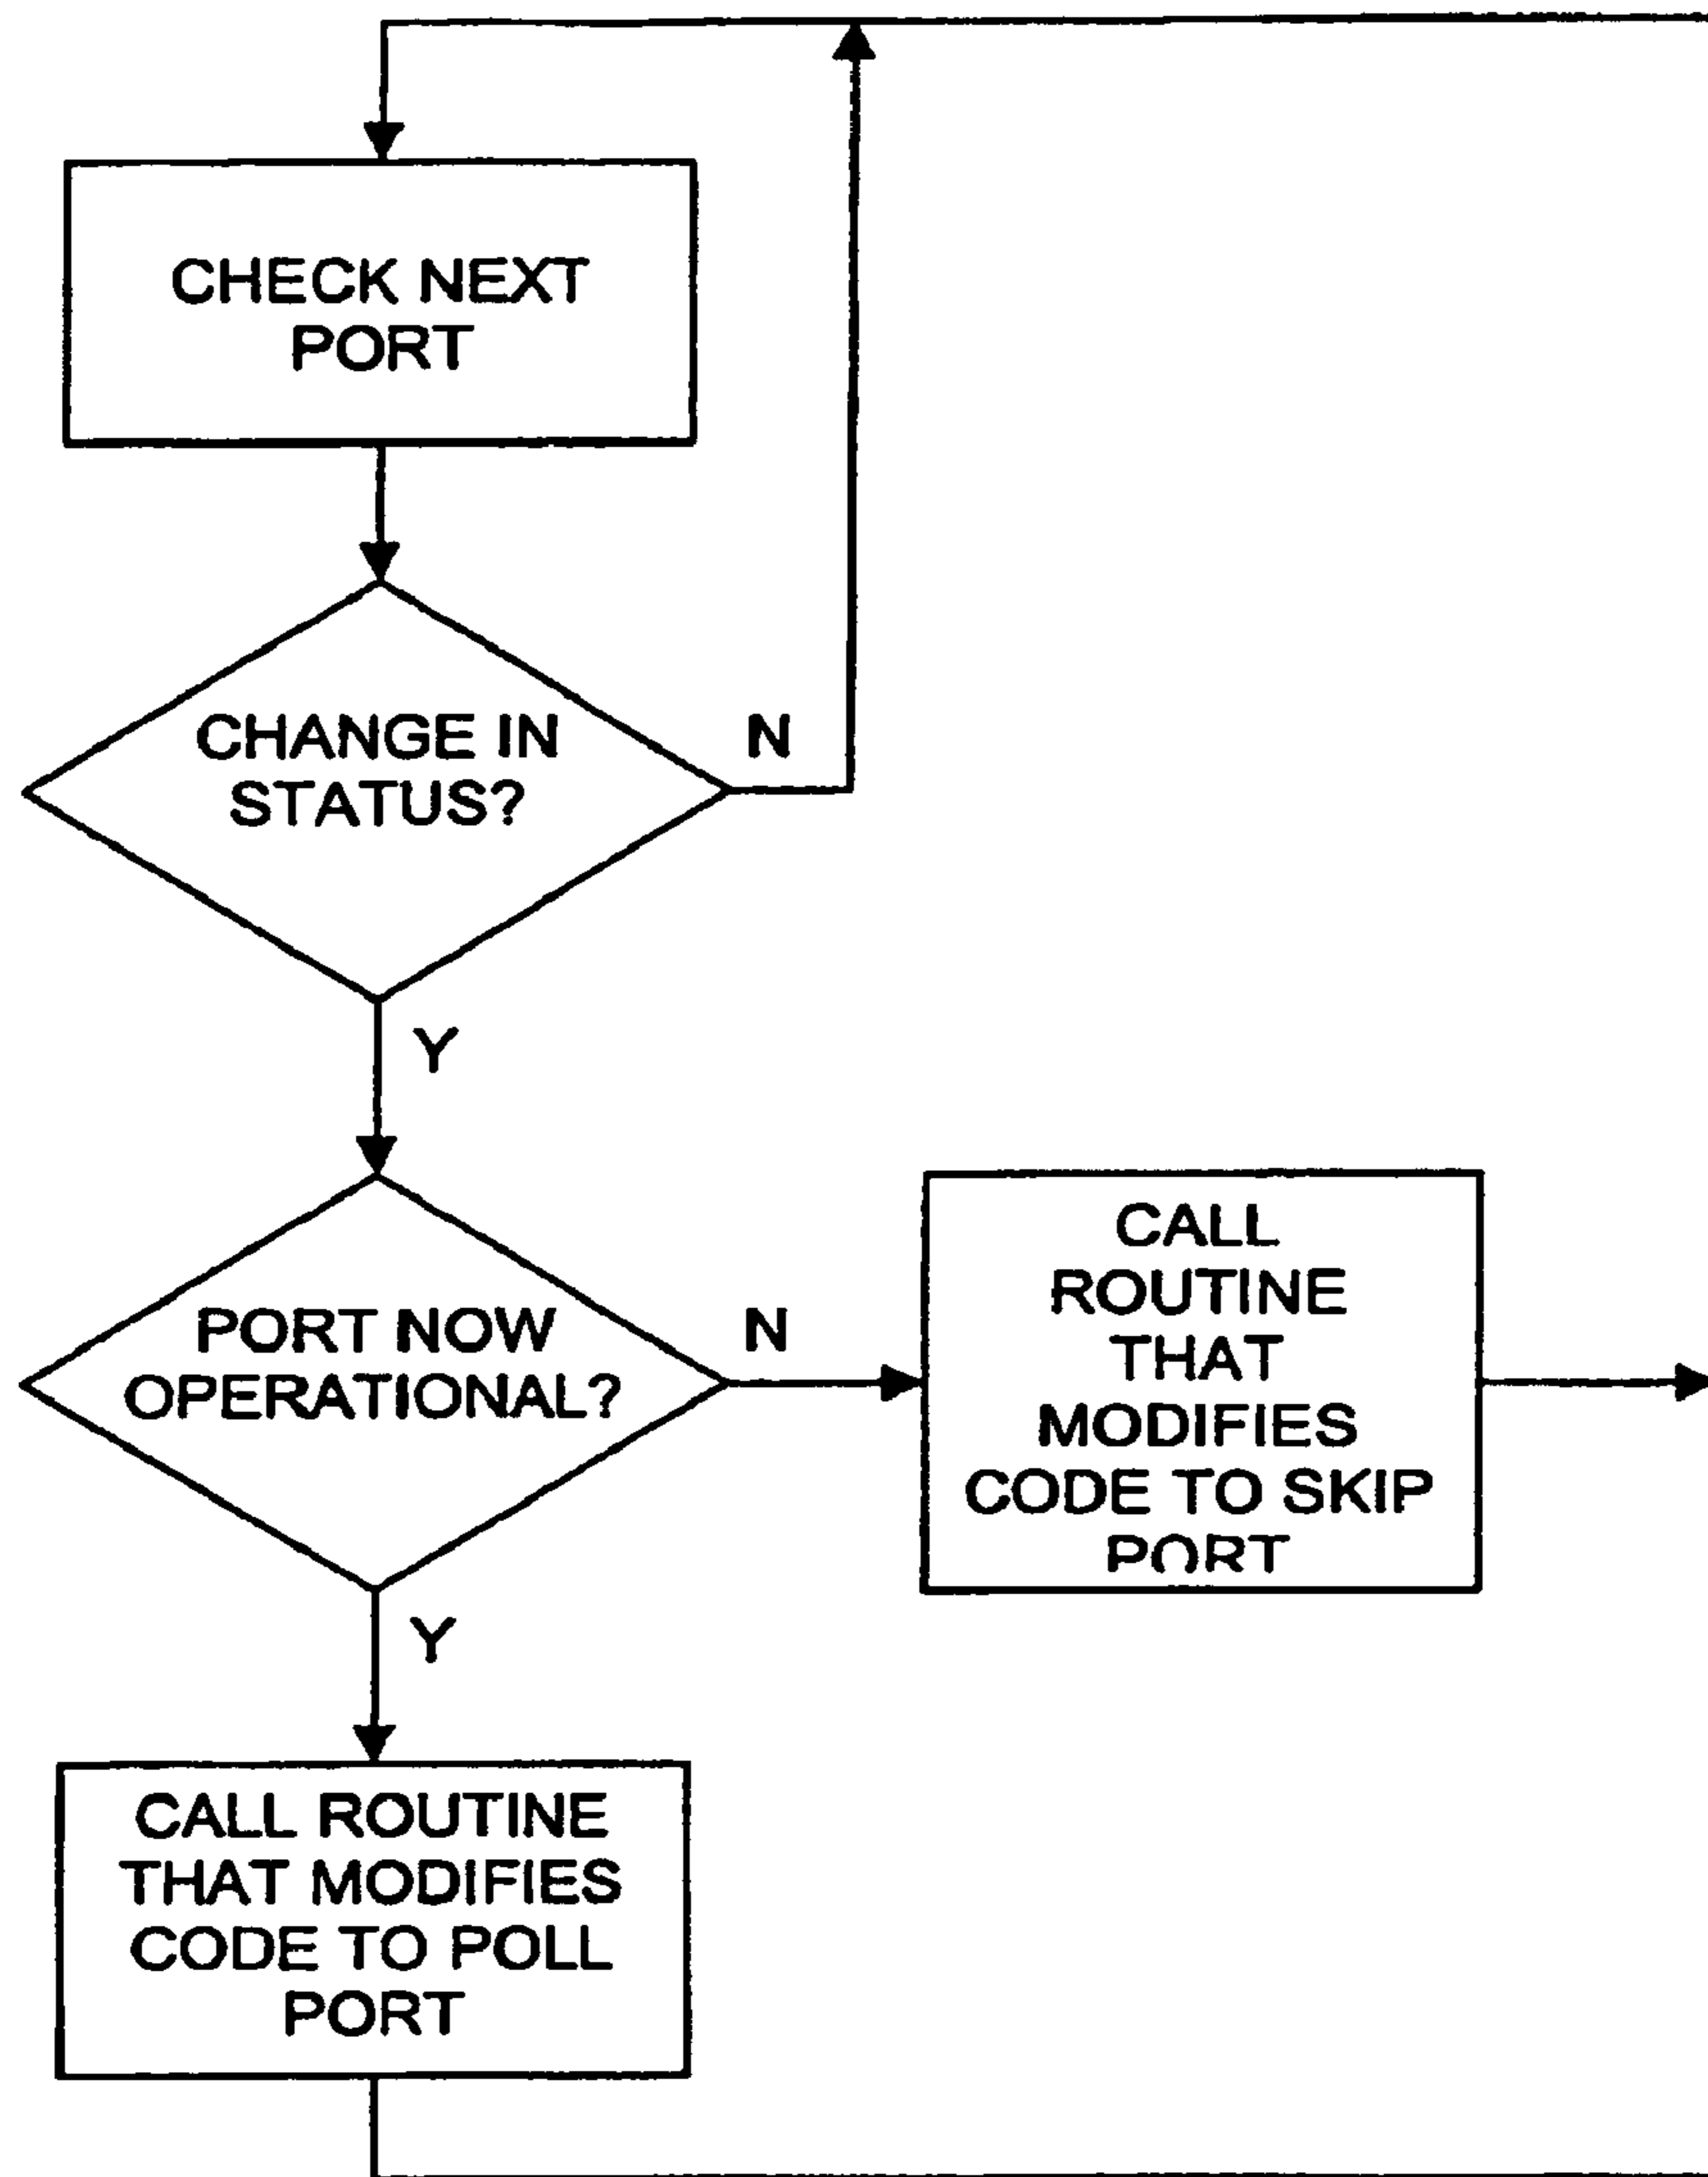 CHECK NEXT
PORT
CHANGE IN
STATUS?
N
Y
PORT NOW
OPERATIONAL?
N
CALL
ROUTINE
THAT
MODIFIES
CODE TO SKIP
PORT
Y
CALL ROUTINE
THAT MODIFIES
CODE TO POLL
PORT